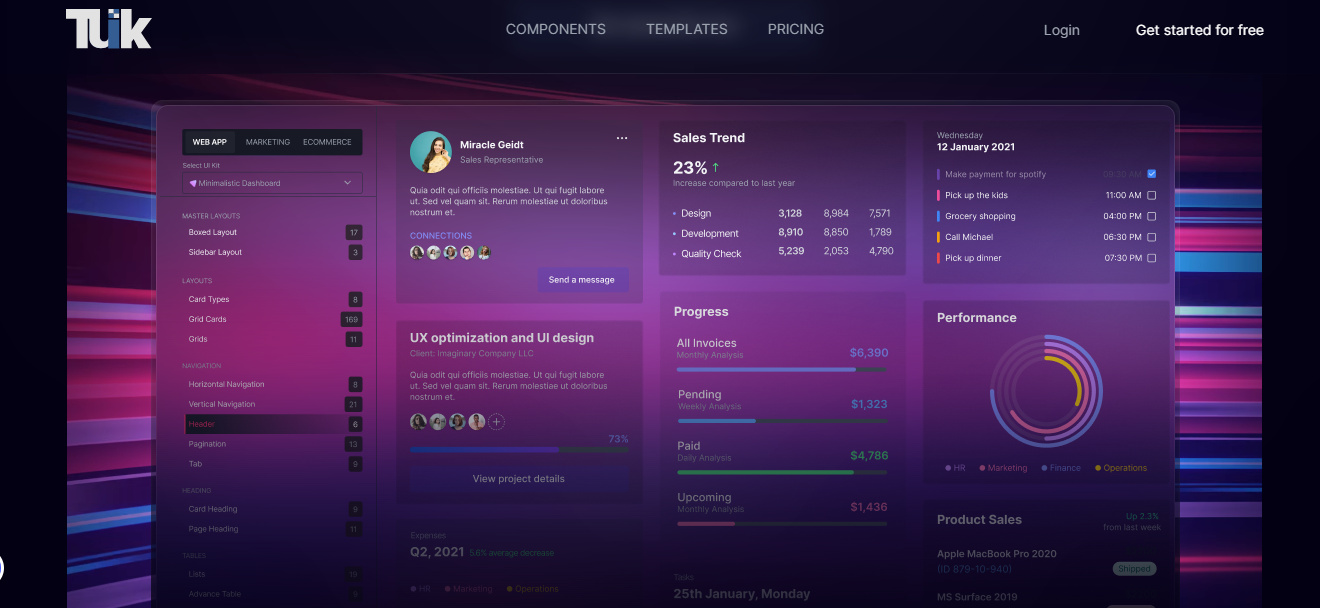 TUk
COMPONENTS
TEMPLATES
PRICING
Login
Get started for free
WEB APP
MARKETING
ECOMMERCE
Select UI Kit
Minimalistic Dashboard
MASTER LAYOUTS
Boxed Layout 17
Sidebar Layout 3
LAYOUTS
Card Types 8
Grid Cards 169
Grids 11
NAVIGATION
Horizontal Navigation 8
Vertical Navigation 21
Header 6
Pagination 13
Tab 9
HEADING
Card Heading 9
Page Heading 11
TABLES
Lists 19
Advance Table 6
Miracle Geidt
Sales Representative
Quia odit qui officiis molestiae. Ut qui fugit labore
ut. Sed vel quam sit. Rerum molestiae ut doloribus
nostrum et.
CONNECTIONS
Send a message
UX optimization and UI design
Client: Imaginary Company LLC
Quia odit qui officiis molestiae. Ut qui fugit labore
ut. Sed vel quam sit. Rerum molestiae ut doloribus
nostrum et.
73%
View project details
Expenses
Q2, 2021 5.6% average decrease
HR Marketing Operations
Sales Trend
23% ↑
Increase compared to last year
Design 3,128 8,984 7,571
Development 8,910 8,850 1,789
Quality Check 5,239 2,053 4,790
Progress
All Invoices
Monthly Analysis
$6,390
Pending
Weekly Analysis
$1,323
Paid
Daily Analysis
$4,786
Upcoming
Monthly Analysis
$1,436
Tasks
25th January, Monday
Wednesday
12 January 2021
Make payment for spotify 09:30 AM
Pick up the kids 11:00 AM
Grocery shopping 04:00 PM
Call Michael 06:30 PM
Pick up dinner 07:30 PM
Performance
HR Marketing Finance Operations
Product Sales
Up 2.3%
from last week
Apple MacBook Pro 2020
(ID 879-10-940)
Shipped
MS Surface 2019